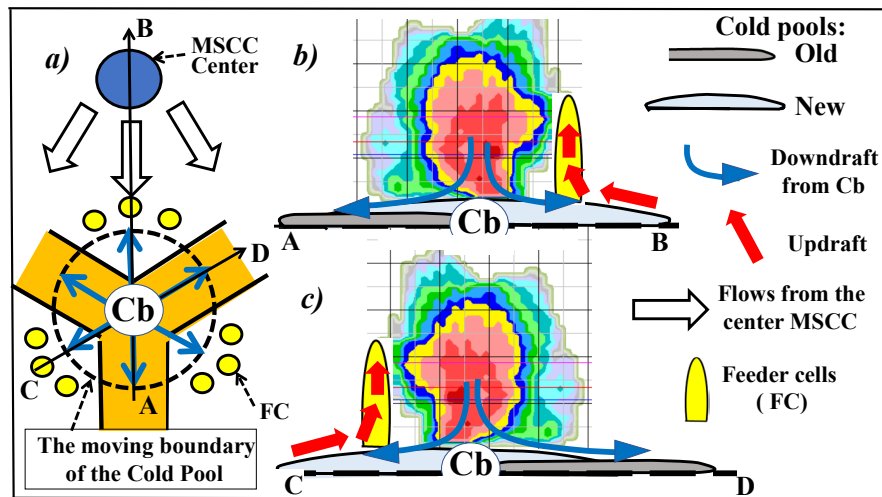 a)
B
MSCC
Center
D
Cb
C
A
FC
The moving boundary
of the Cold Pool
b)
Cb
A
B
c)
Cb
C
D
Cold pools:
Old
New
Downdraft
from Cb
Updraft
Flows from the
center MSCC
Feeder cells
( FC)